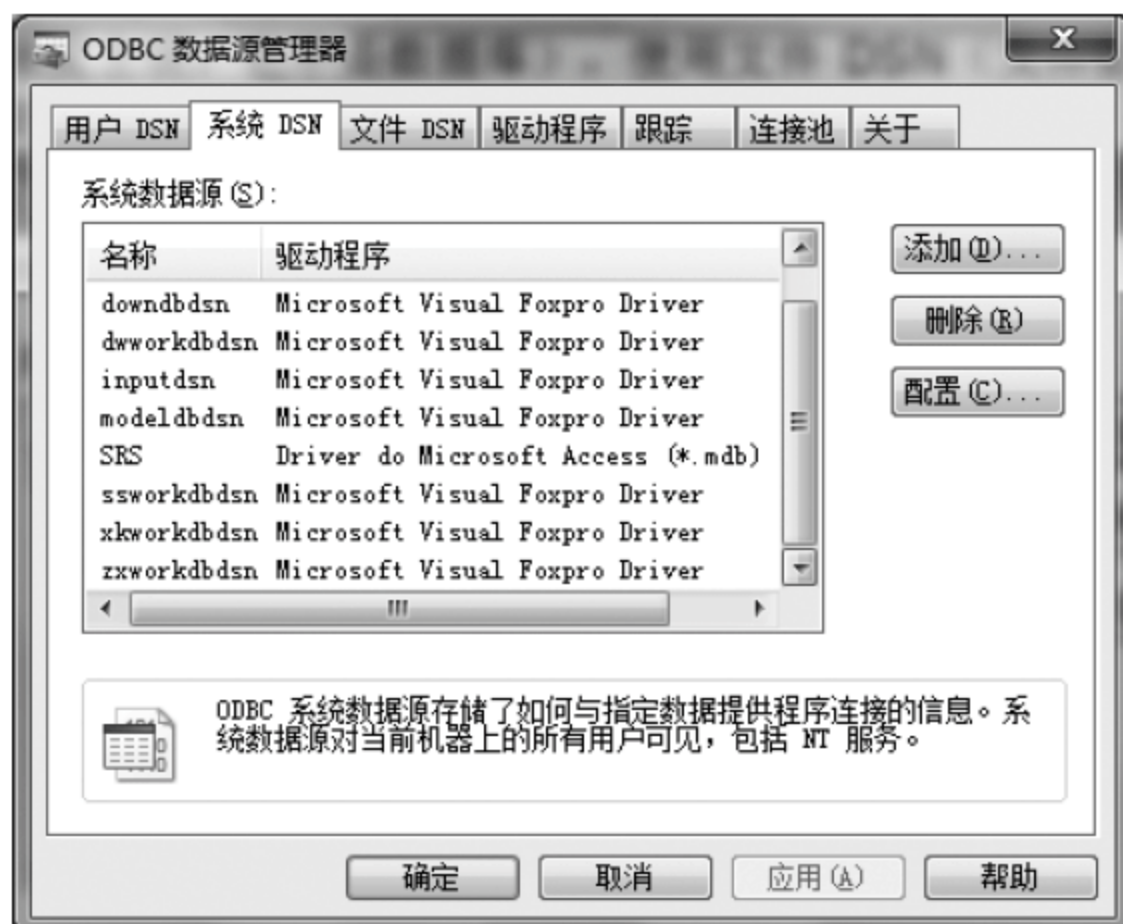 ODBC 数据源管理器
用户 DSN 系统 DSN 文件 DSN 驱动程序 跟踪 连接池 关于
系统数据源(S):
名称 驱动程序
downdbdsn Microsoft Visual Foxpro Driver
dwworkdbdsn Microsoft Visual Foxpro Driver
inputdsn Microsoft Visual Foxpro Driver
modeldbdsn Microsoft Visual Foxpro Driver
SRS Driver do Microsoft Access (*.mdb)
ssworkdbdsn Microsoft Visual Foxpro Driver
xkworkdbdsn Microsoft Visual Foxpro Driver
zxworkdbdsn Microsoft Visual Foxpro Driver
添加(D)...
删除(R)
配置(C)...
ODBC 系统数据源存储了如何与指定数据提供程序连接的信息。系
统数据源对当前机器上的所有用户可见，包括 NT 服务。
确定 取消 应用(A) 帮助